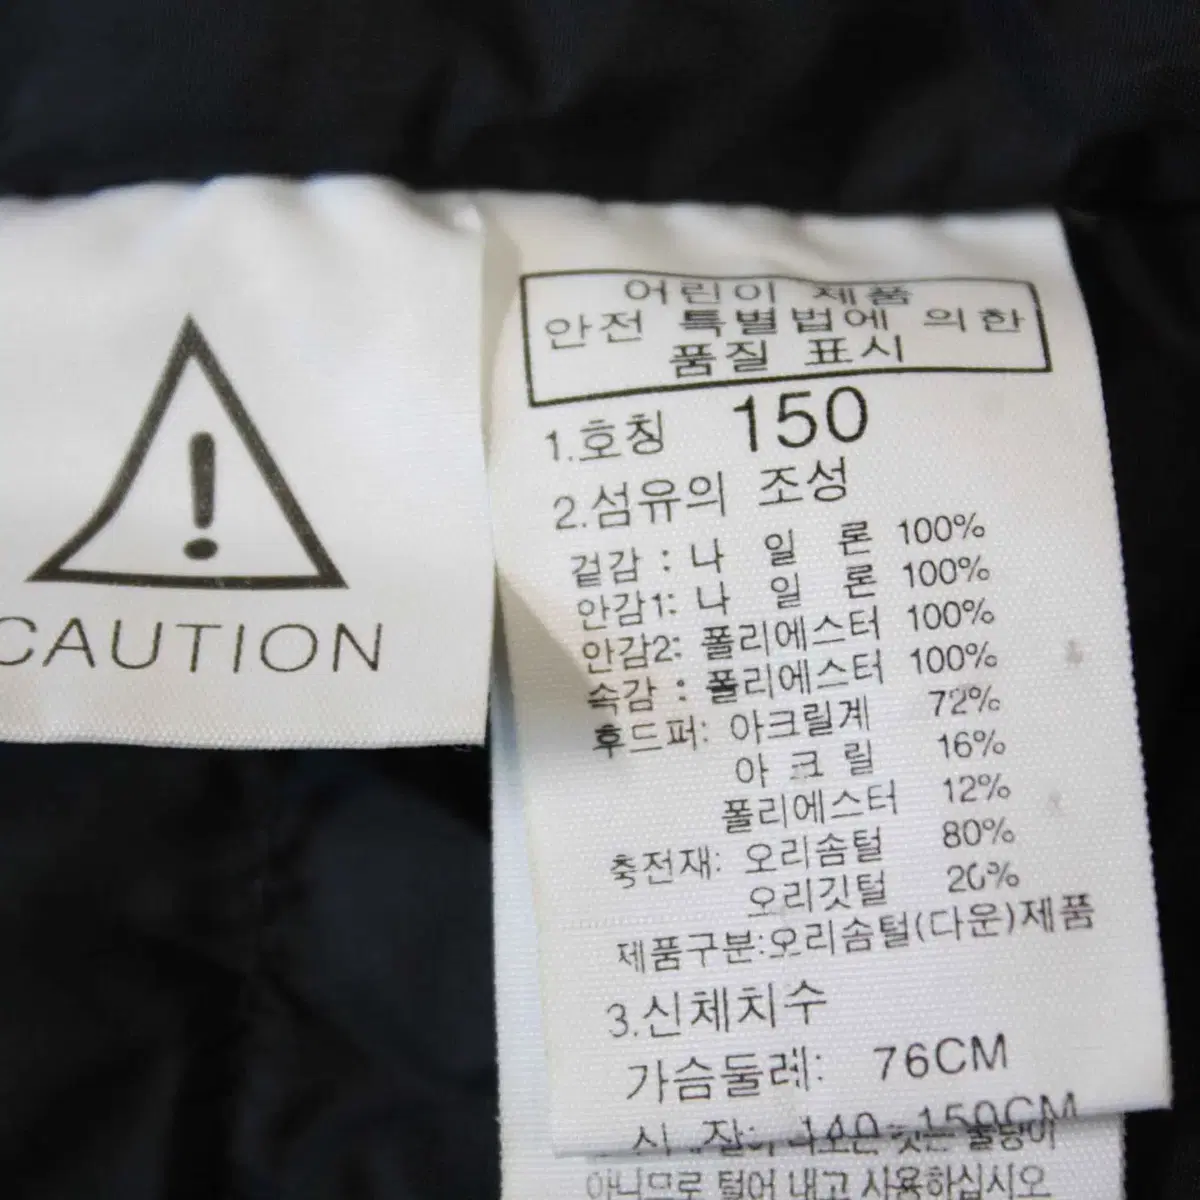 CAUTION
어린이 제품
안전 특별법에 의한
품질 표시
1.호칭 150
2.섬유의 조성
겉감 : 나 일 론 100%
안감1: 나 일 론 100%
안감2: 폴리에스터 100%
속감 : 폴리에스터 100%
후드퍼: 아크릴계 72%
아 크 릴 16%
폴리에스터 12%
충전재: 오리솜털 80%
오리깃털 20%
제품구분:오리솜털(다운)제품
3.신체치수
가슴둘레: 76CM
140 150CM
아니므로 털어 내고 사용하십시오